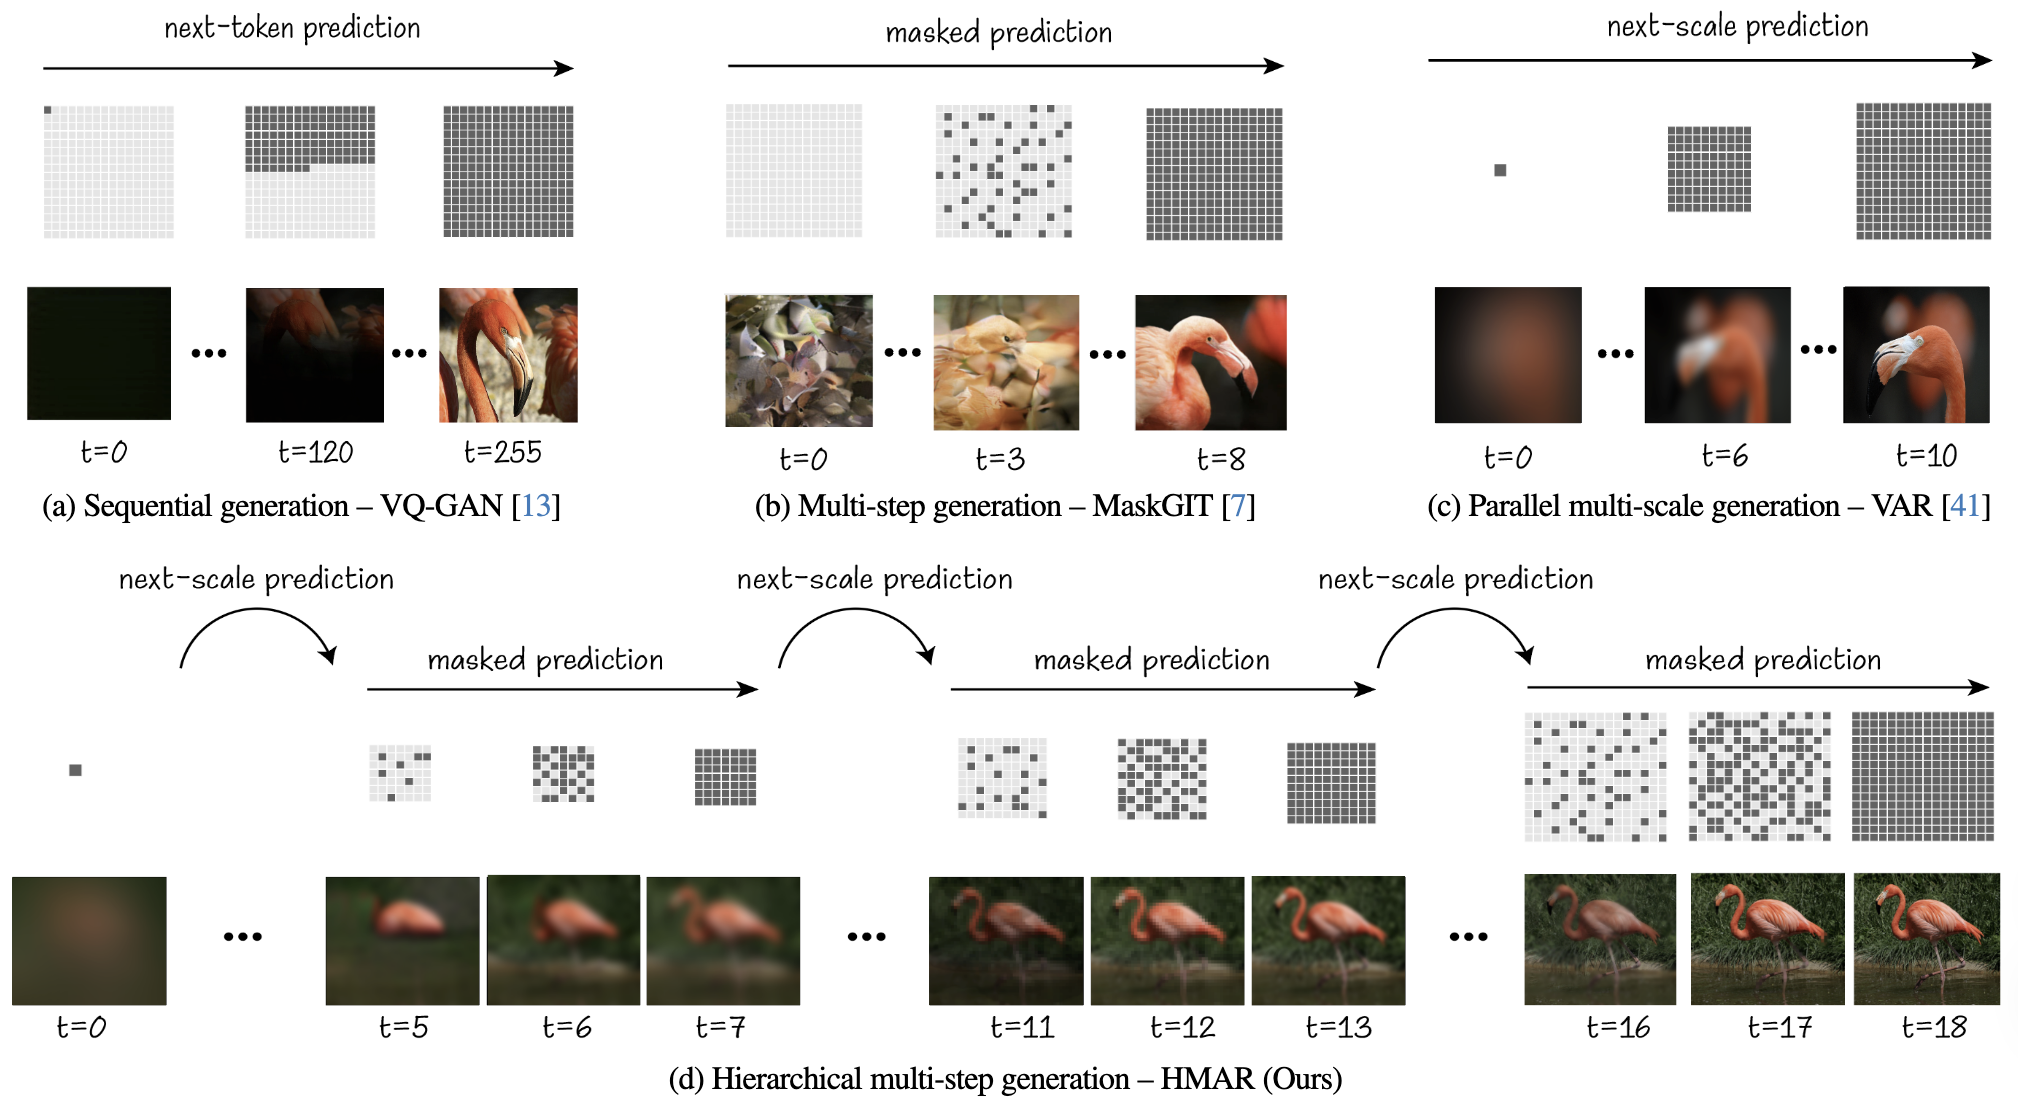 next-token prediction
masked prediction
next-scale prediction
t=0
t=120
t=255
t=0
t=3
t=8
t=0
t=6
t=10
(a) Sequential generation – VQ-GAN [13]
(b) Multi-step generation – MaskGIT [7]
(c) Parallel multi-scale generation – VAR [41]
next-scale prediction
next-scale prediction
next-scale prediction
masked prediction
masked prediction
masked prediction
t=0
t=5
t=6
t=7
t=11
t=12
t=13
t=16
t=17
t=18
(d) Hierarchical multi-step generation – HMAR (Ours)